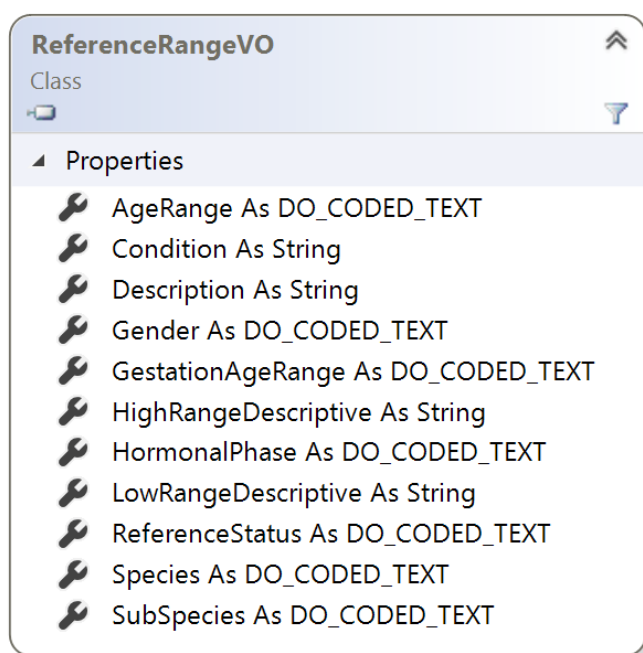 ReferenceRangeVO
Class
Properties
AgeRange As DO_CODED_TEXT
Condition As String
Description As String
Gender As DO_CODED_TEXT
GestationAgeRange As DO_CODED_TEXT
HighRangeDescriptive As String
HormonalPhase As DO_CODED_TEXT
LowRangeDescriptive As String
ReferenceStatus As DO_CODED_TEXT
Species As DO_CODED_TEXT
SubSpecies As DO_CODED_TEXT